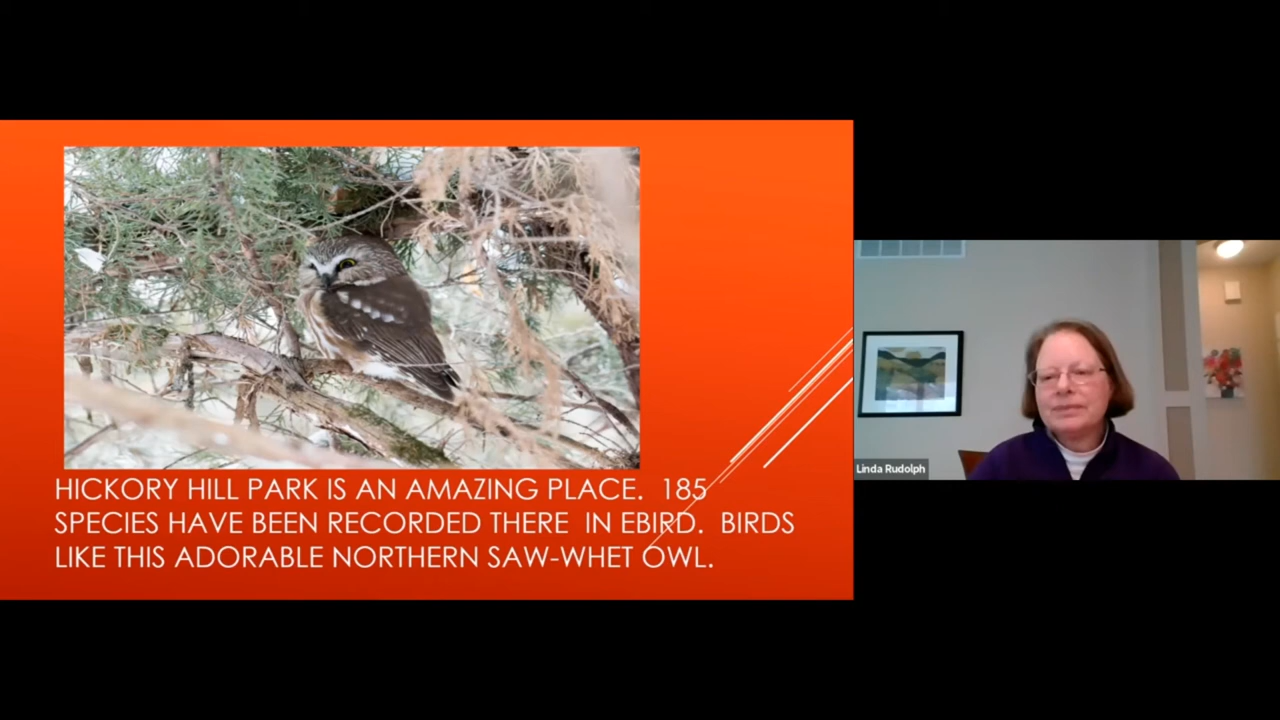 HICKORY HILL PARK IS AN AMAZING PLACE.  185
SPECIES HAVE BEEN RECORDED THERE  IN EBIRD.  BIRDS
LIKE THIS ADORABLE NORTHERN SAW-WHET OWL.
Linda Rudolph